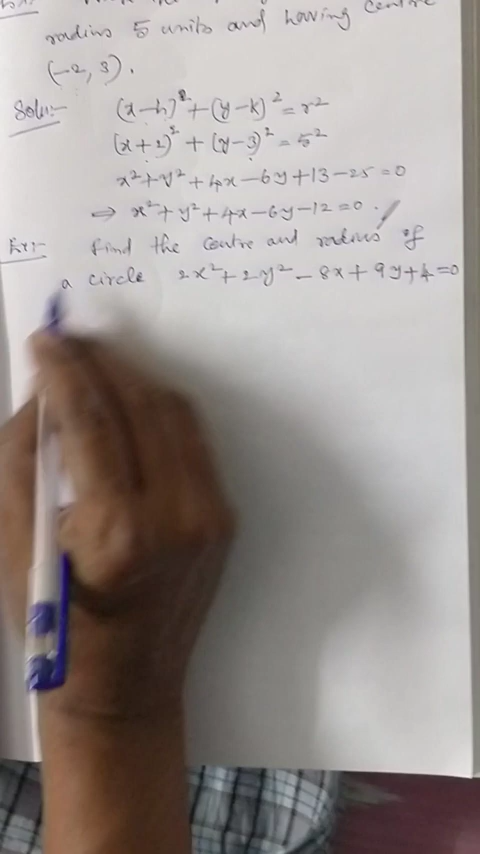 radius 5 units and having centre
(-2, 3).
Solu:- (x-h)² + (y-k)² = r²
(x+2)² + (y-3)² = 5²
x² + y² + 4x - 6y + 13 - 25 = 0
⇒ x² + y² + 4x - 6y - 12 = 0.
Ex:- Find the centre and radius of
a circle 2x² + 2y² - 8x + 9y + 4 = 0